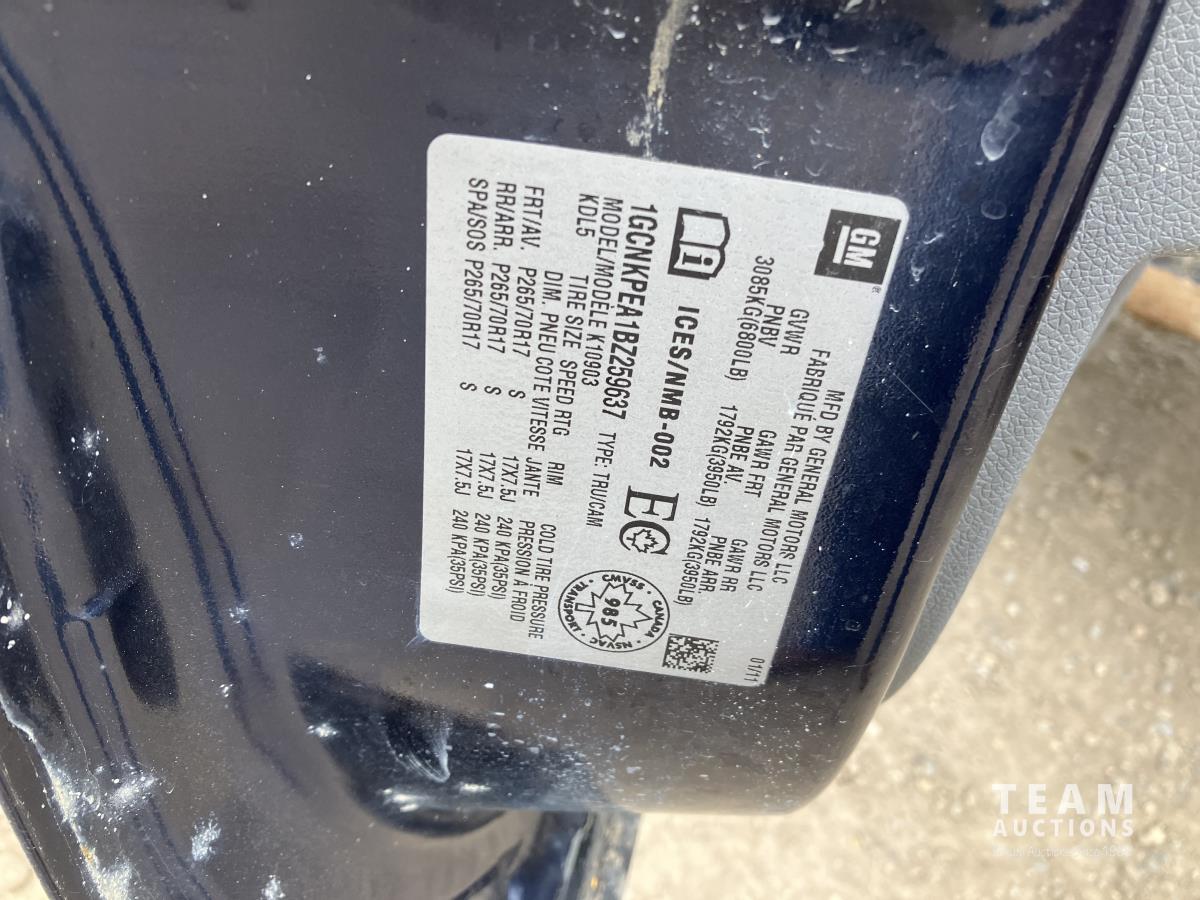 GM®
MFD BY GENERAL MOTORS LLC 01/11
FABRIQUÉ PAR GENERAL MOTORS LLC
GVWR GAWR FRT GAWR RR
PNBV PNBE AV. PNBE ARR.
3085KG(6800LB) 1792KG(3950LB) 1792KG(3950LB)
i ICES/NMB-002 EC
CMVSS · CANADA · NSVAC · TRANSPORT ·
985
1GCNKPEA1BZ259637 TYPE: TRU/CAM
MODEL/MODÈLE K10903
KDL5 TIRE SIZE SPEED RTG RIM COLD TIRE PRESSURE
DIM. PNEU COTE VITESSE JANTE PRESSION À FROID
FRT/AV. P265/70R17 S 17X7.5J 240 KPA(35PSI)
RR/ARR. P265/70R17 S 17X7.5J 240 KPA(35PSI)
SPA/SOS P265/70R17 S 17X7.5J 240 KPA(35PSI)
TEAM
AUCTIONS